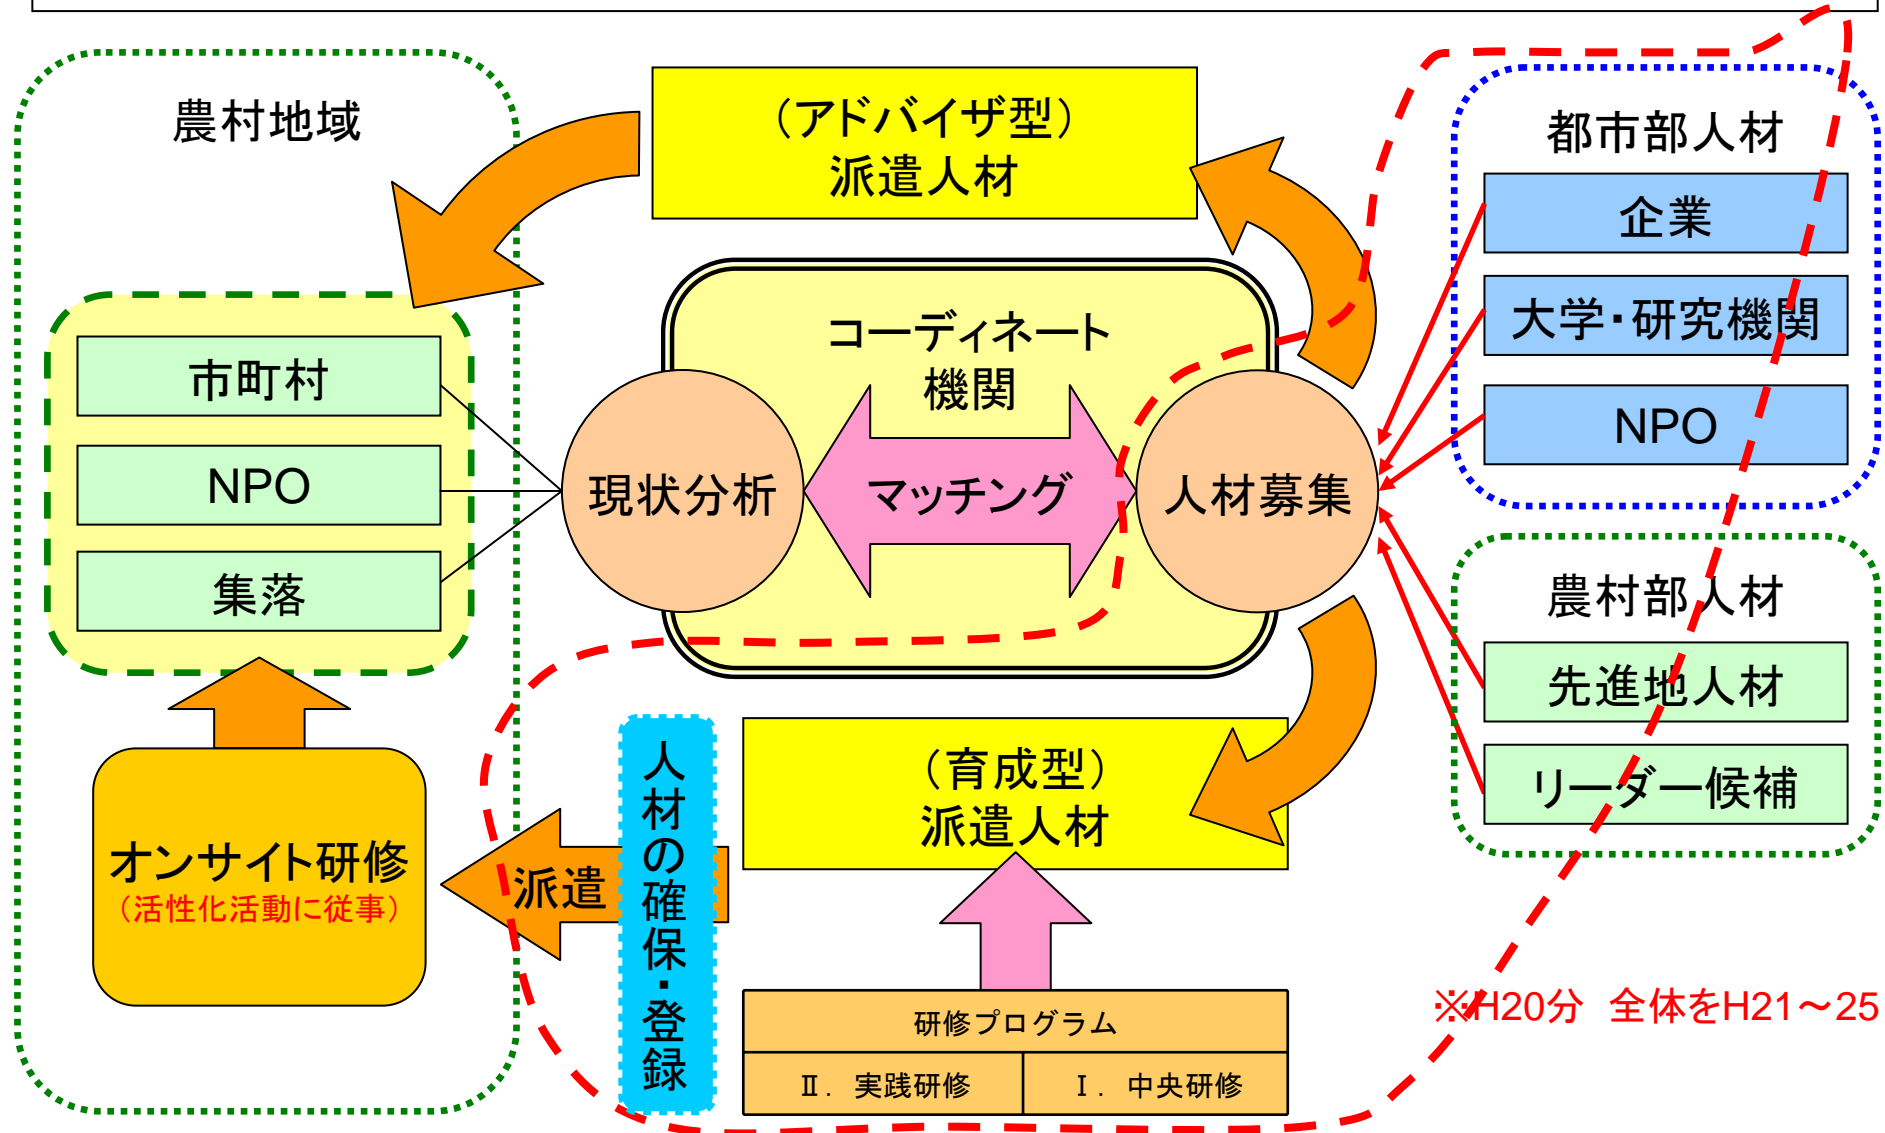 農村地域
（アドバイザ型）
派遣人材
都市部人材
企業
大学・研究機関
NPO
コーディネート
機関
市町村
NPO
集落
現状分析
マッチング
人材募集
農村部人材
先進地人材
リーダー候補
（育成型）
派遣人材
人材の確保・登録
派遣
オンサイト研修
（活性化活動に従事）
研修プログラム
Ⅱ．実践研修
Ⅰ．中央研修
※H20分　全体をH21～25